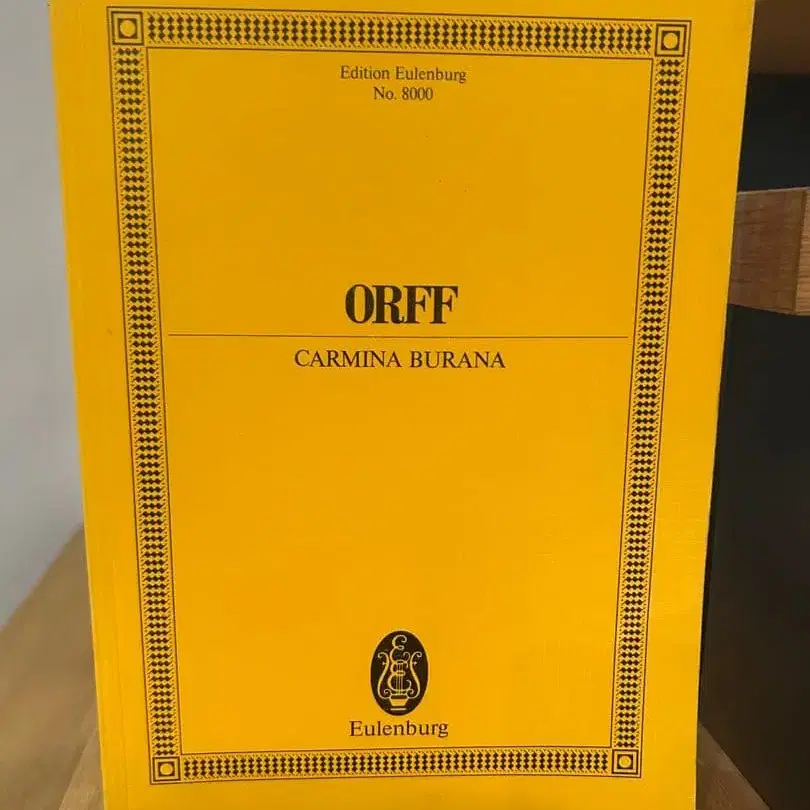 Edition Eulenburg
No. 8000
ORFF
CARMINA BURANA
Eulenburg